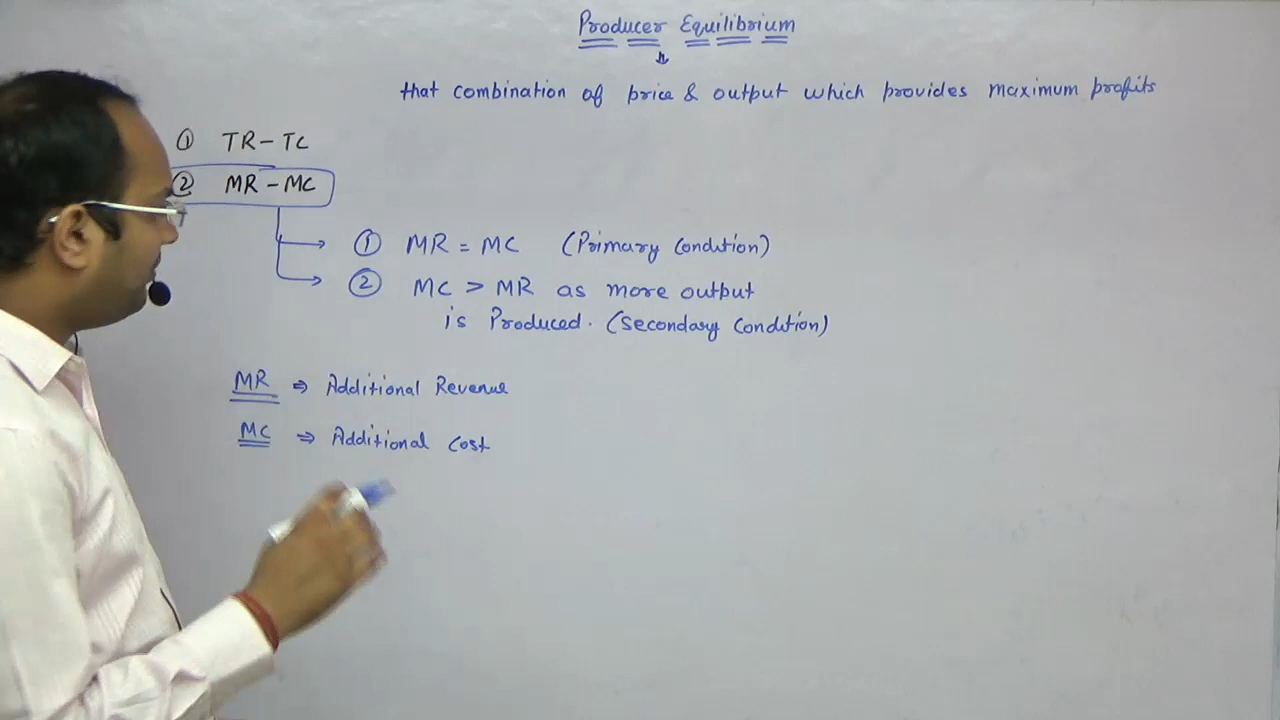 Producer Equilibrium
that combination of price & output which provides maximum profits
① TR - TC
② MR - MC
① MR = MC (Primary Condition)
② MC > MR as more output
is Produced. (Secondary Condition)
MR ⇒ Additional Revenue
MC ⇒ Additional Cost